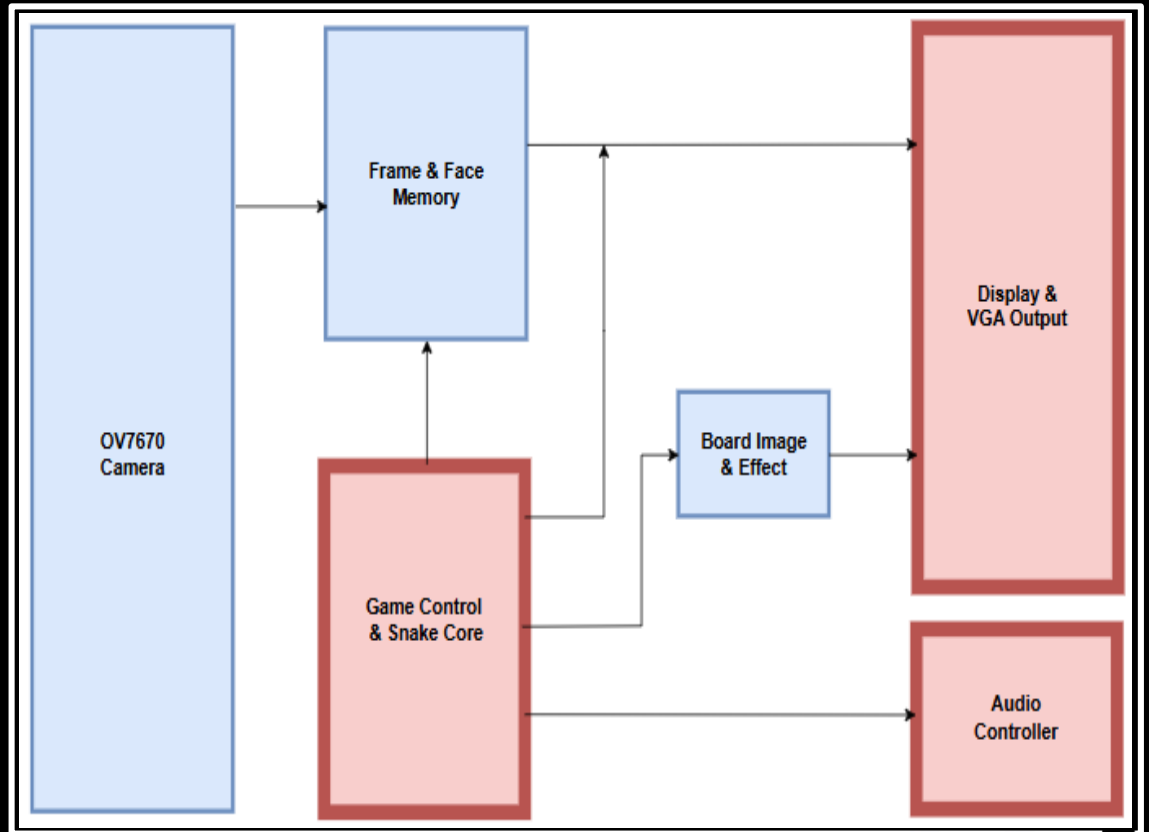 Frame & Face
Memory
Display &
VGA Output
OV7670
Camera
Board Image
& Effect
Game Control
& Snake Core
Audio
Controller